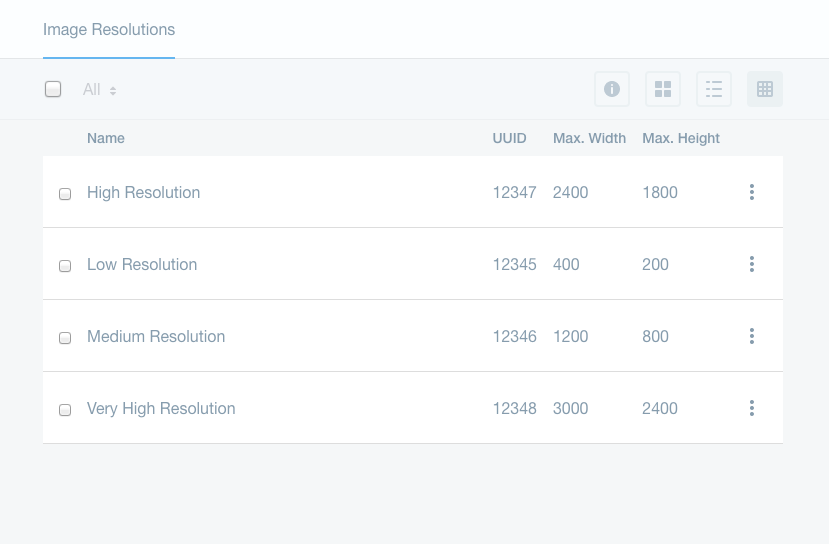 Image Resolutions
All
Name UUID Max. Width Max. Height
High Resolution 12347 2400 1800
Low Resolution 12345 400 200
Medium Resolution 12346 1200 800
Very High Resolution 12348 3000 2400